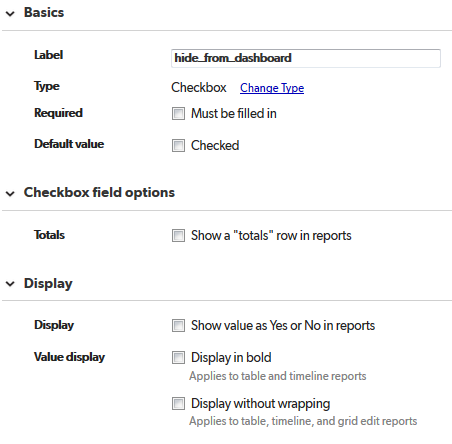 Basics
Label hide_from_dashboard
Type Checkbox Change Type
Required Must be filled in
Default value Checked
Checkbox field options
Totals Show a "totals" row in reports
Display
Display Show value as Yes or No in reports
Value display Display in bold
Applies to table and timeline reports
Display without wrapping
Applies to table, timeline, and grid edit reports